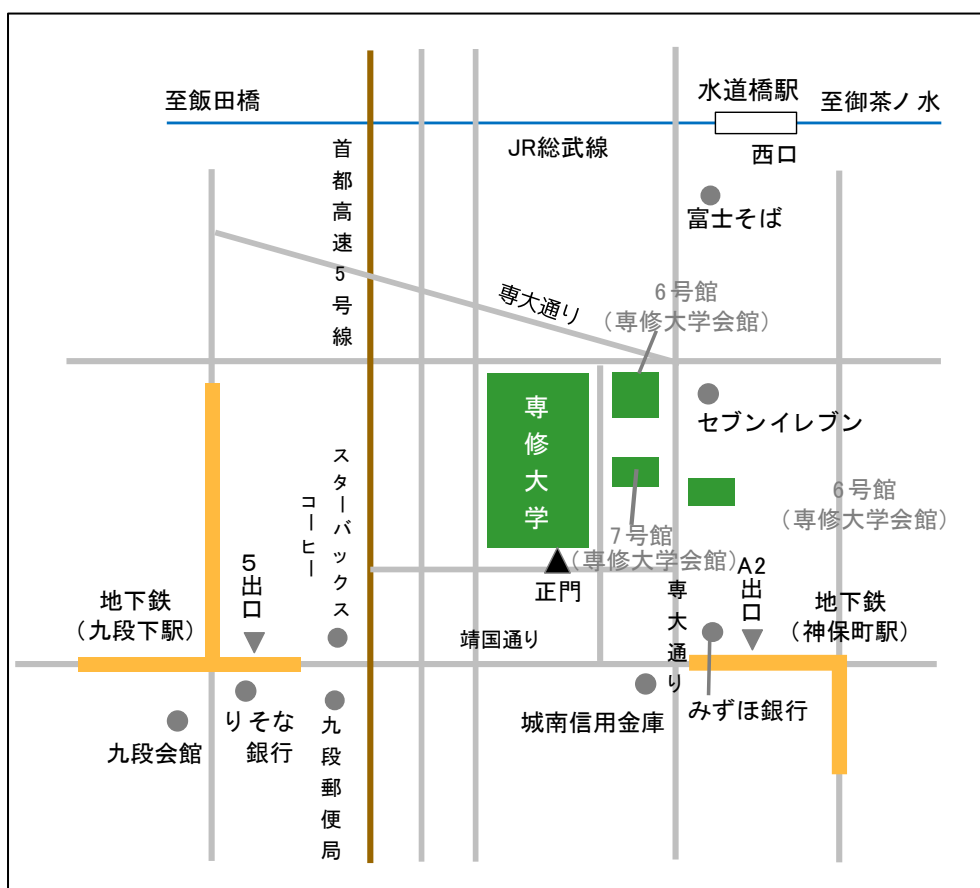 水道橋駅
至飯田橋
至御茶ノ水
JR総武線
西口
首都高速5号線
富士そば
専大通り
6号館
(専修大学会館)
専修大学
セブンイレブン
スターバックス
コーヒー
6号館
(専修大学会館)
7号館
(専修大学会館)
5出口
A2出口
正門
地下鉄
(九段下駅)
専大通り
地下鉄
(神保町駅)
靖国通り
りそな
銀行
九段会館
九段郵便局
城南信用金庫
みずほ銀行